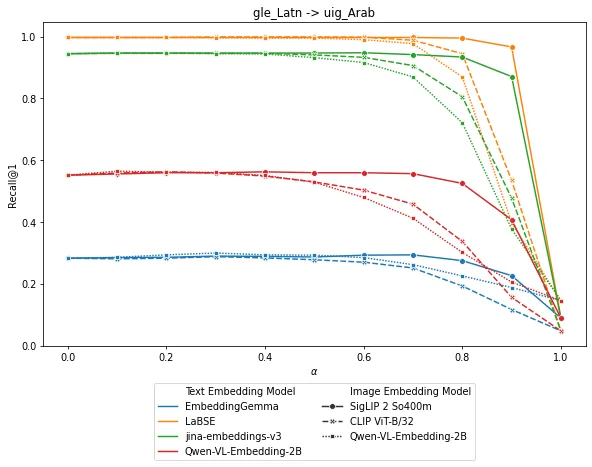 gle_Latn -> uig_Arab
Recall@1
1.0
0.8
0.6
0.4
0.2
0.0
0.0 0.2 0.4 0.6 0.8 1.0
α
Text Embedding Model
EmbeddingGemma
LaBSE
jina-embeddings-v3
Qwen-VL-Embedding-2B
Image Embedding Model
SigLIP 2 So400m
CLIP ViT-B/32
Qwen-VL-Embedding-2B